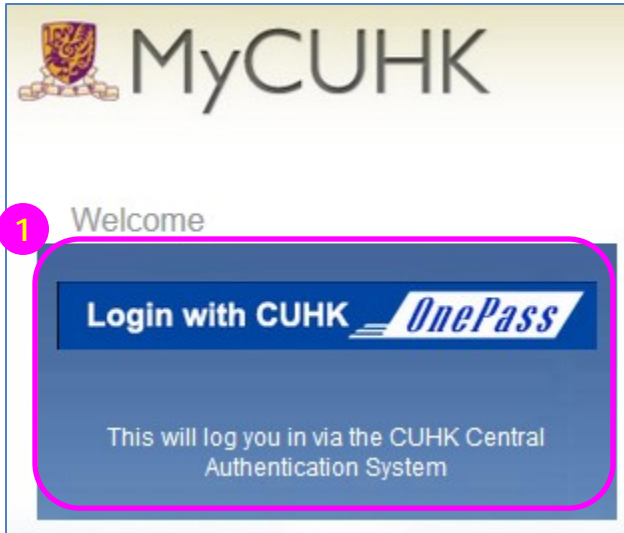 MyCUHK
Welcome
1
Login with CUHK OnePass
This will log you in via the CUHK Central
Authentication System